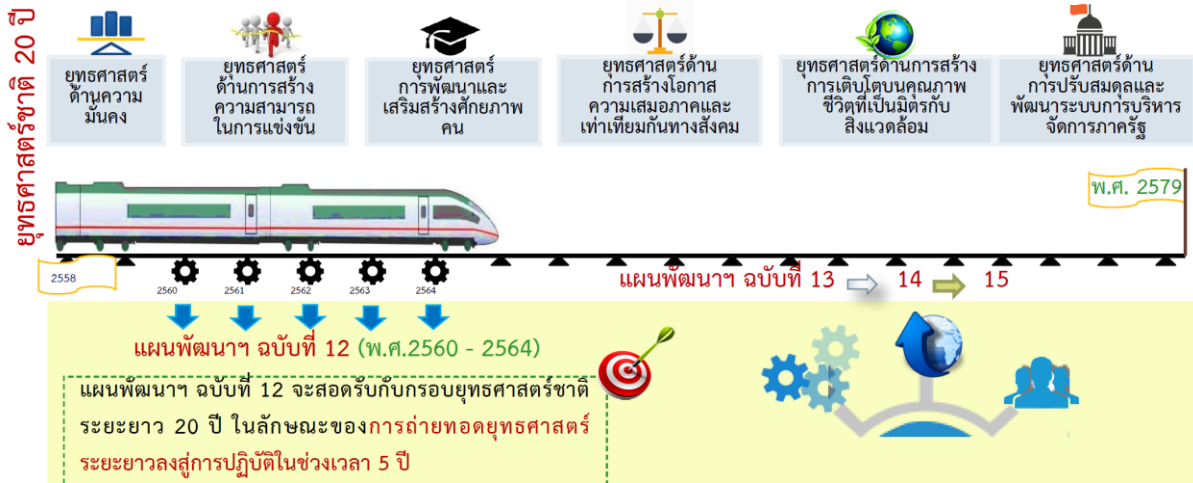 ยุทธศาสตร์ชาติ 20 ปี
ยุทธศาสตร์
ด้านความ
มั่นคง
ยุทธศาสตร์
ด้านการสร้าง
ความสามารถ
ในการแข่งขัน
ยุทธศาสตร์
การพัฒนาและ
เสริมสร้างศักยภาพ
คน
ยุทธศาสตร์ด้าน
การสร้างโอกาส
ความเสมอภาคและ
เท่าเทียมกันทางสังคม
ยุทธศาสตร์ด้านการสร้าง
การเติบโตบนคุณภาพ
ชีวิตที่เป็นมิตรกับ
สิ่งแวดล้อม
ยุทธศาสตร์ด้าน
การปรับสมดุลและ
พัฒนาระบบการบริหาร
จัดการภาครัฐ
พ.ศ. 2579
2558
2560
2561
2562
2563
2564
แผนพัฒนาฯ ฉบับที่ 13
14
15
แผนพัฒนาฯ ฉบับที่ 12 (พ.ศ.2560 - 2564)
แผนพัฒนาฯ ฉบับที่ 12 จะสอดรับกับกรอบยุทธศาสตร์ชาติ
ระยะยาว 20 ปี ในลักษณะของการถ่ายทอดยุทธศาสตร์
ระยะยาวลงสู่การปฏิบัติในช่วงเวลา 5 ปี